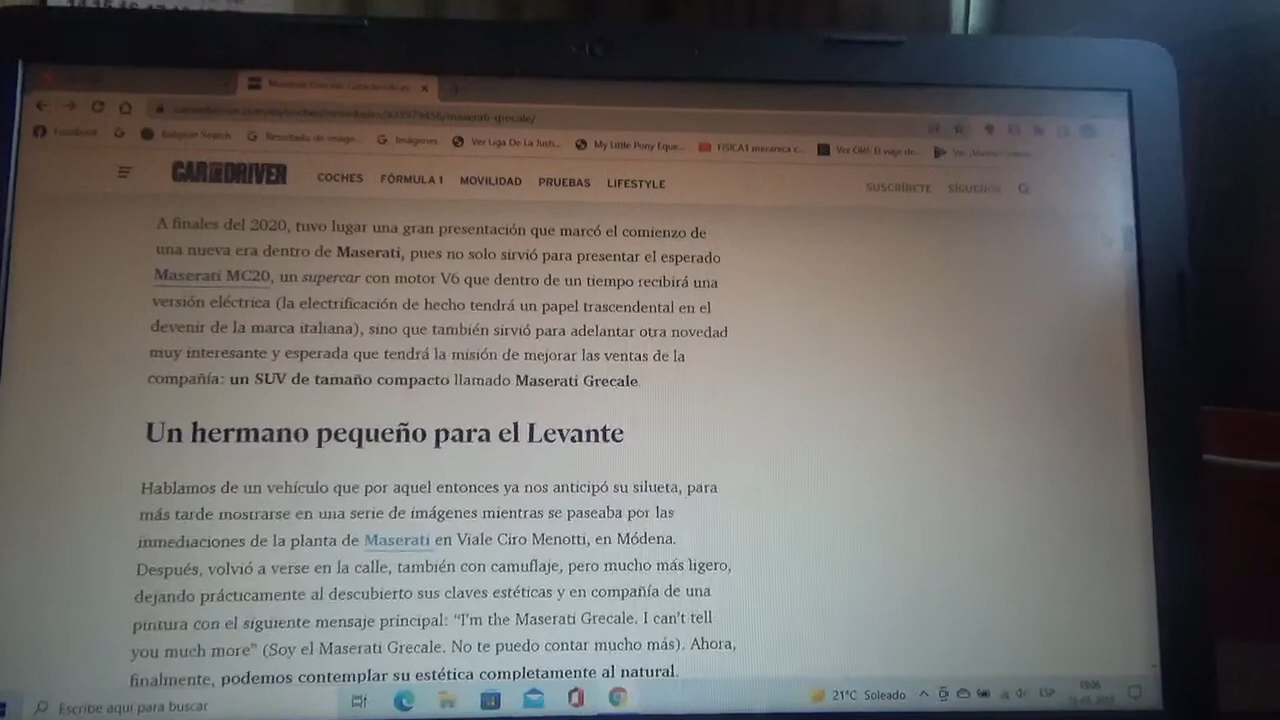 Facebook
Imágenes
Ver Liga De La Justi...
My Little Pony Eque...
FISICA1 mecanica c...
Ver Olé! El viaje de...
CAR AND DRIVER
COCHES FÓRMULA 1 MOVILIDAD PRUEBAS LIFESTYLE
SUSCRÍBETE SÍGUENOS
A finales del 2020, tuvo lugar una gran presentación que marcó el comienzo de
una nueva era dentro de Maserati, pues no solo sirvió para presentar el esperado
Maserati MC20, un supercar con motor V6 que dentro de un tiempo recibirá una
versión eléctrica (la electrificación de hecho tendrá un papel trascendental en el
devenir de la marca italiana), sino que también sirvió para adelantar otra novedad
muy interesante y esperada que tendrá la misión de mejorar las ventas de la
compañía: un SUV de tamaño compacto llamado Maserati Grecale.
Un hermano pequeño para el Levante
Hablamos de un vehículo que por aquel entonces ya nos anticipó su silueta, para
más tarde mostrarse en una serie de imágenes mientras se paseaba por las
inmediaciones de la planta de Maserati en Viale Ciro Menotti, en Módena.
Después, volvió a verse en la calle, también con camuflaje, pero mucho más ligero,
dejando prácticamente al descubierto sus claves estéticas y en compañía de una
pintura con el siguiente mensaje principal: “I'm the Maserati Grecale. I can't tell
you much more” (Soy el Maserati Grecale. No te puedo contar mucho más). Ahora,
finalmente, podemos contemplar su estética completamente al natural.
Escribe aquí para buscar
21°C Soleado
ESP